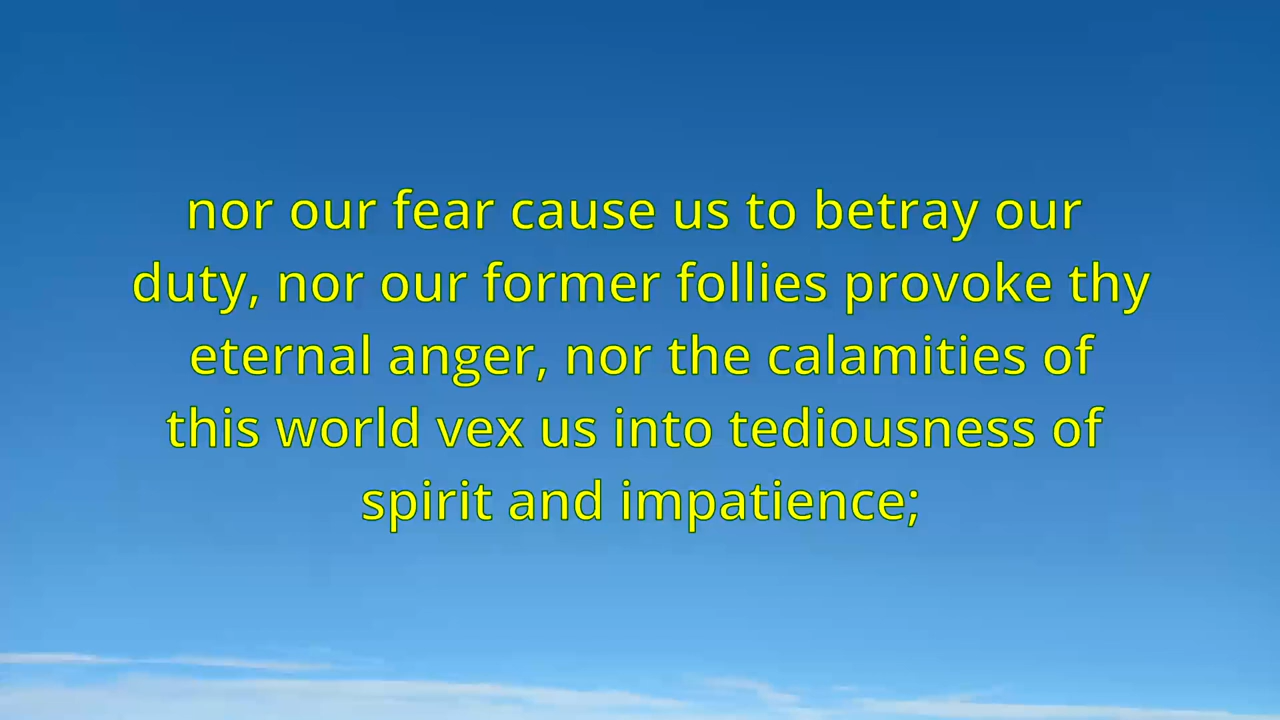 nor our fear cause us to betray our
duty, nor our former follies provoke thy
eternal anger, nor the calamities of
this world vex us into tediousness of
spirit and impatience;